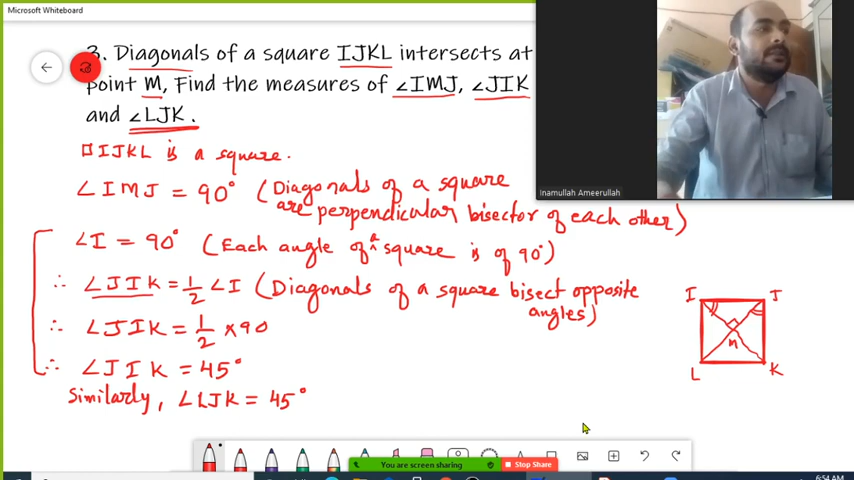 Microsoft Whiteboard
3. Diagonals of a square IJKL intersects at
point M, Find the measures of ∠IMJ, ∠JIK
and ∠LJK.
□IJKL is a square.
∠IMJ = 90° (Diagonals of a square
are perpendicular bisector of each other)
∠I = 90° (Each angle of a square is of 90°)
∴ ∠JIK = 1/2 ∠I (Diagonals of a square bisect opposite
angles)
∴ ∠JIK = 1/2 × 90
∴ ∠JIK = 45°
Similarly, ∠LJK = 45°
I J
M
L K
Inamullah Ameerullah
You are screen sharing
Stop Share
6:54 AM